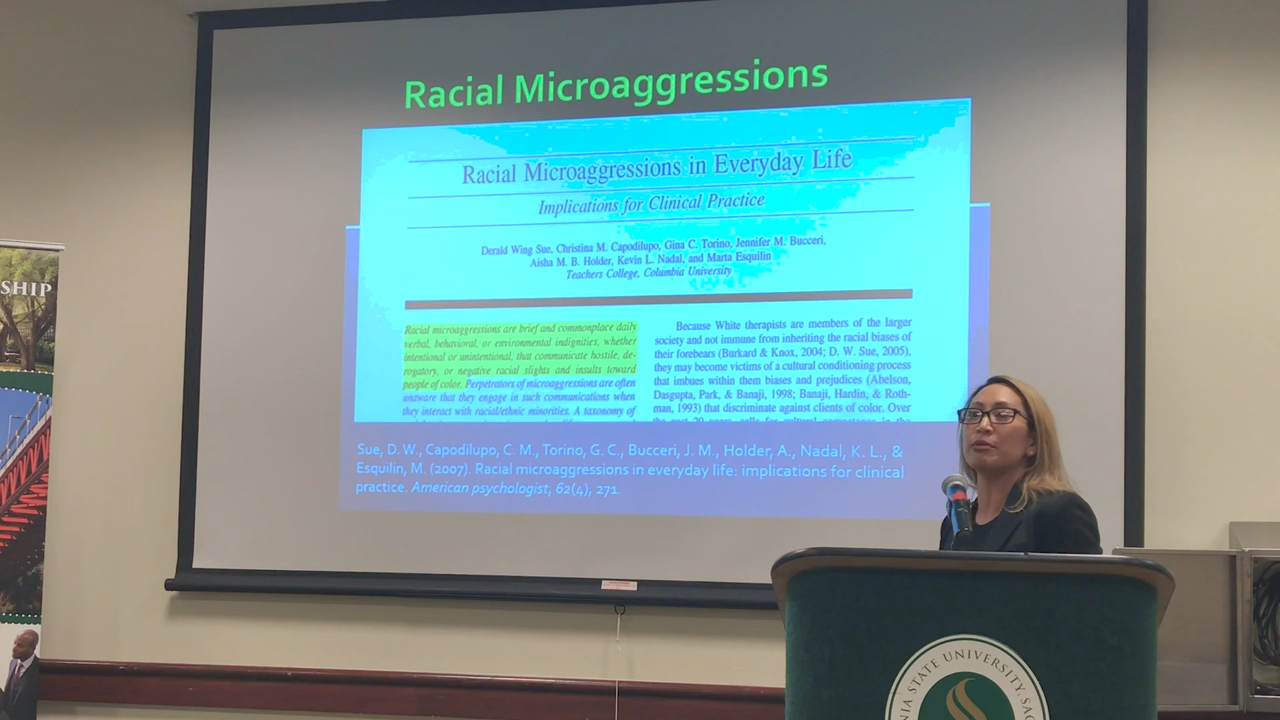 Racial Microaggressions
Racial Microaggressions in Everyday Life
Implications for Clinical Practice
Derald Wing Sue, Christina M. Capodilupo, Gina C. Torino, Jennifer M. Bucceri,
Aisha M. B. Holder, Kevin L. Nadal, and Marta Esquilin
Teachers College, Columbia University
Racial microaggressions are brief and commonplace daily
verbal, behavioral, or environmental indignities, whether
intentional or unintentional, that communicate hostile, de-
rogatory, or negative racial slights and insults toward
people of color. Perpetrators of microaggressions are often
unaware that they engage in such communications when
they interact with racial/ethnic minorities. A taxonomy of
Because White therapists are members of the larger
society and not immune from inheriting the racial biases of
their forebears (Burkard & Knox, 2004; D. W. Sue, 2005),
they may become victims of a cultural conditioning process
that imbues within them biases and prejudices (Abelson,
Dasgupta, Park, & Banaji, 1998; Banaji, Hardin, & Roth-
man, 1993) that discriminate against clients of color. Over
Sue, D. W., Capodilupo, C. M., Torino, G. C., Bucceri, J. M., Holder, A., Nadal, K. L., &
Esquilin, M. (2007). Racial microaggressions in everyday life: implications for clinical
practice. American psychologist, 62(4), 271.
SHIP
NIA STATE UNIVERSITY, SAC